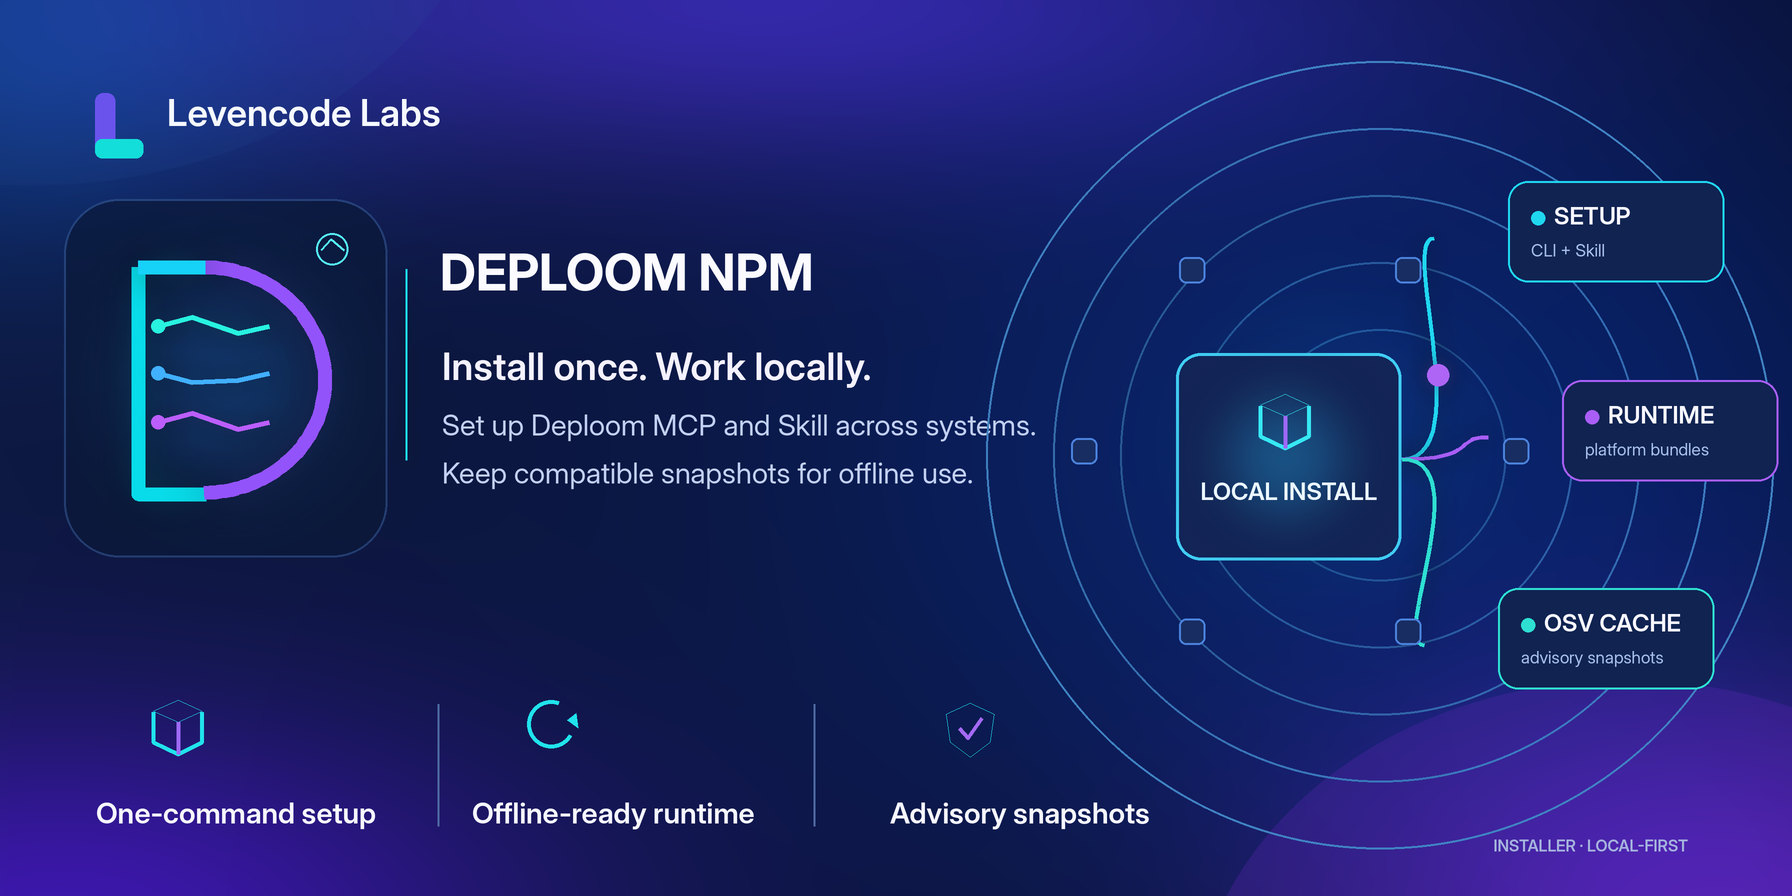 Levencode Labs
DEPLOOM NPM
Install once. Work locally.
Set up Deploom MCP and Skill across systems.
Keep compatible snapshots for offline use.
LOCAL INSTALL
SETUP
CLI + Skill
RUNTIME
platform bundles
OSV CACHE
advisory snapshots
One-command setup
Offline-ready runtime
Advisory snapshots
INSTALLER · LOCAL-FIRST